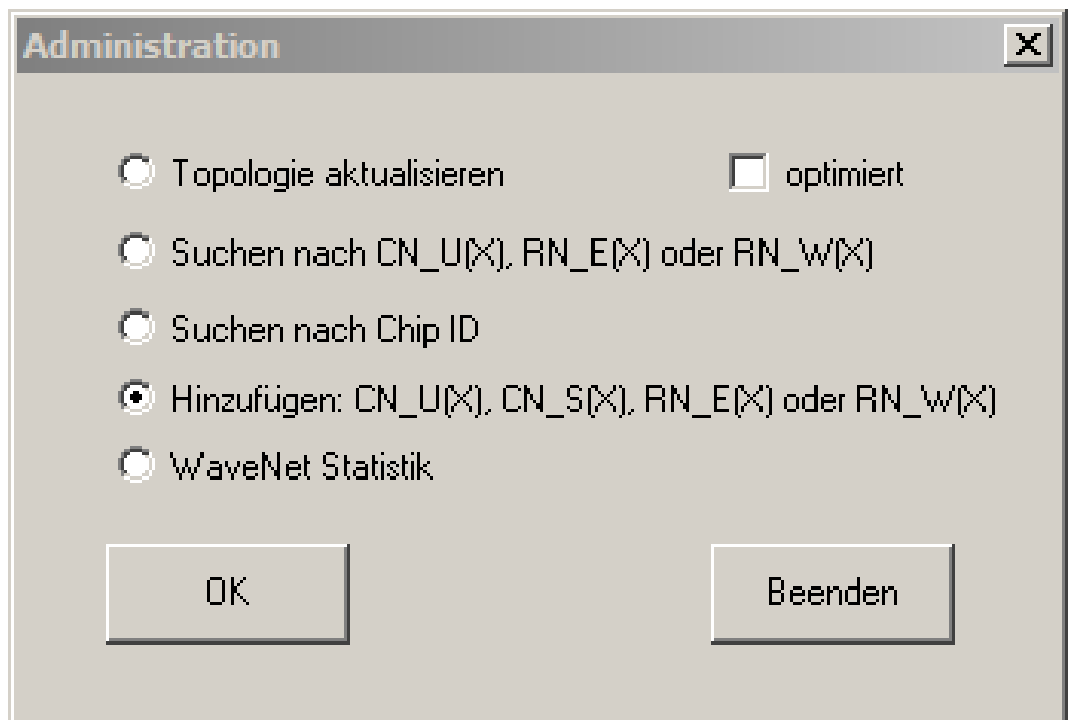 Administration
Topologie aktualisieren
optimiert
Suchen nach CN_U(X), RN_E(X) oder RN_W(X)
Suchen nach Chip ID
Hinzufügen: CN_U(X), CN_S(X), RN_E(X) oder RN_W(X)
WaveNet Statistik
OK
Beenden